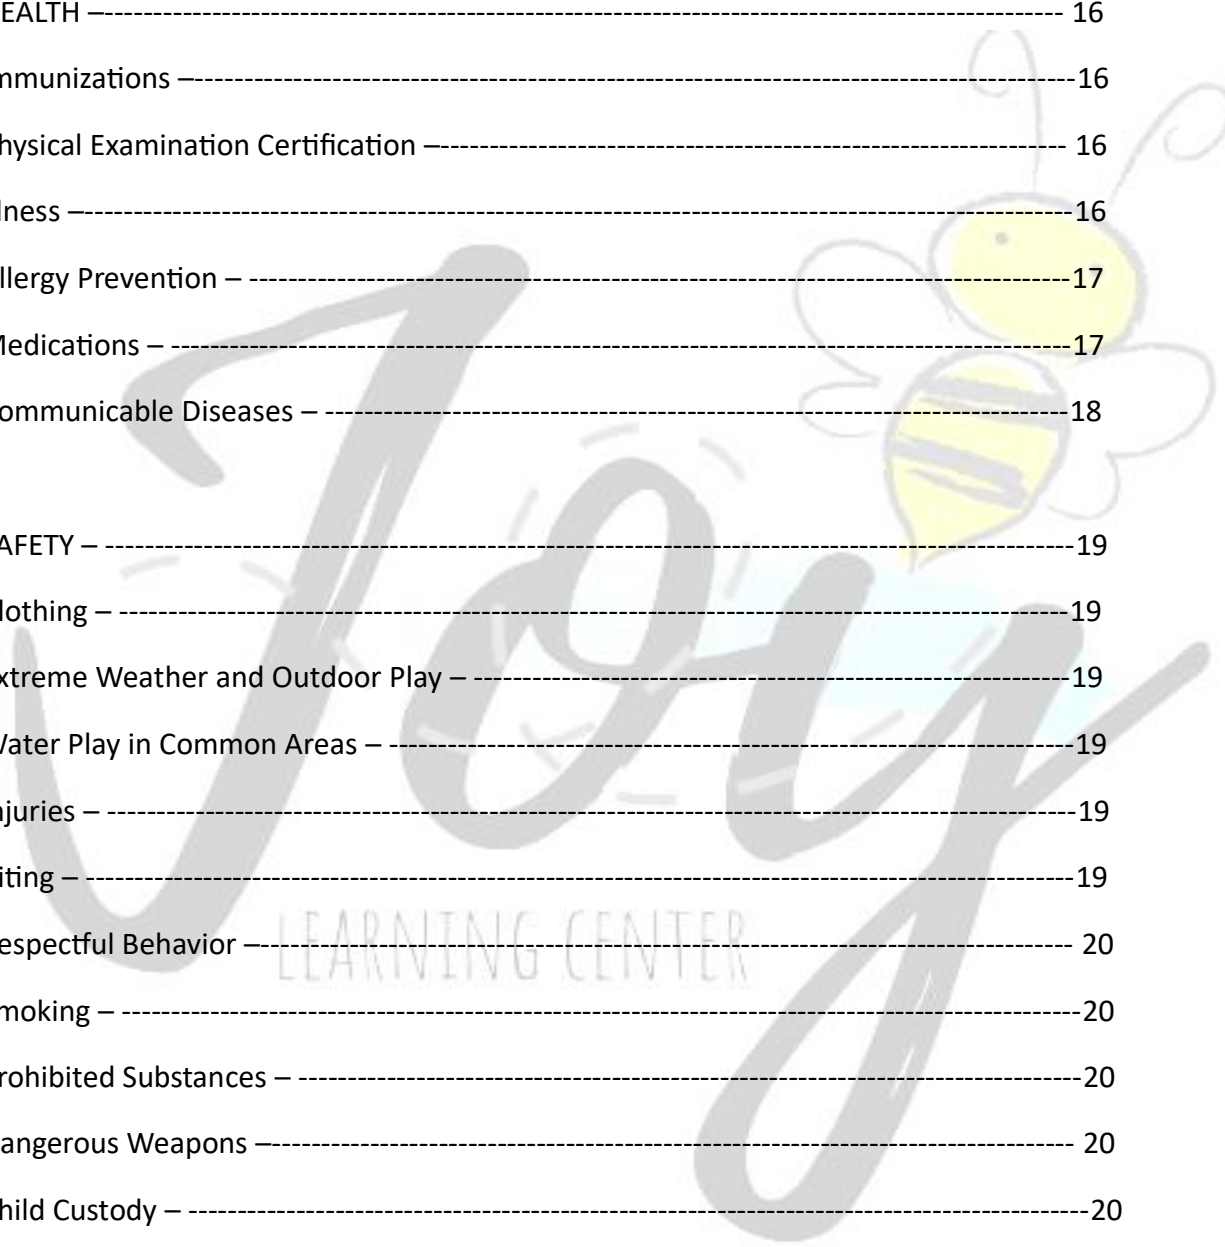 EALTH –--------------------------------------------------------------------------------------------------- 16
mmunizations –-------------------------------------------------------------------------------------------16
hysical Examination Certification –---------------------------------------------------------------- 16
lness –------------------------------------------------------------------------------------------------------16
llergy Prevention – ------------------------------------------------------------------------------------17
Medications – --------------------------------------------------------------------------------------------17
ommunicable Diseases – ----------------------------------------------------------------------------18
AFETY – ---------------------------------------------------------------------------------------------------19
lothing – --------------------------------------------------------------------------------------------------19
xtreme Weather and Outdoor Play – ----------------------------------------------------------------19
Water Play in Common Areas – ----------------------------------------------------------------------19
njuries – ---------------------------------------------------------------------------------------------------19
iting – -----------------------------------------------------------------------------------------------------19
espectful Behavior –----------------------------------------------------------------------------------- 20
moking – --------------------------------------------------------------------------------------------------20
rohibited Substances – --------------------------------------------------------------------------------20
angerous Weapons –---------------------------------------------------------------------------------- 20
hild Custody – --------------------------------------------------------------------------------------------20
Joy
LEARNING CENTER